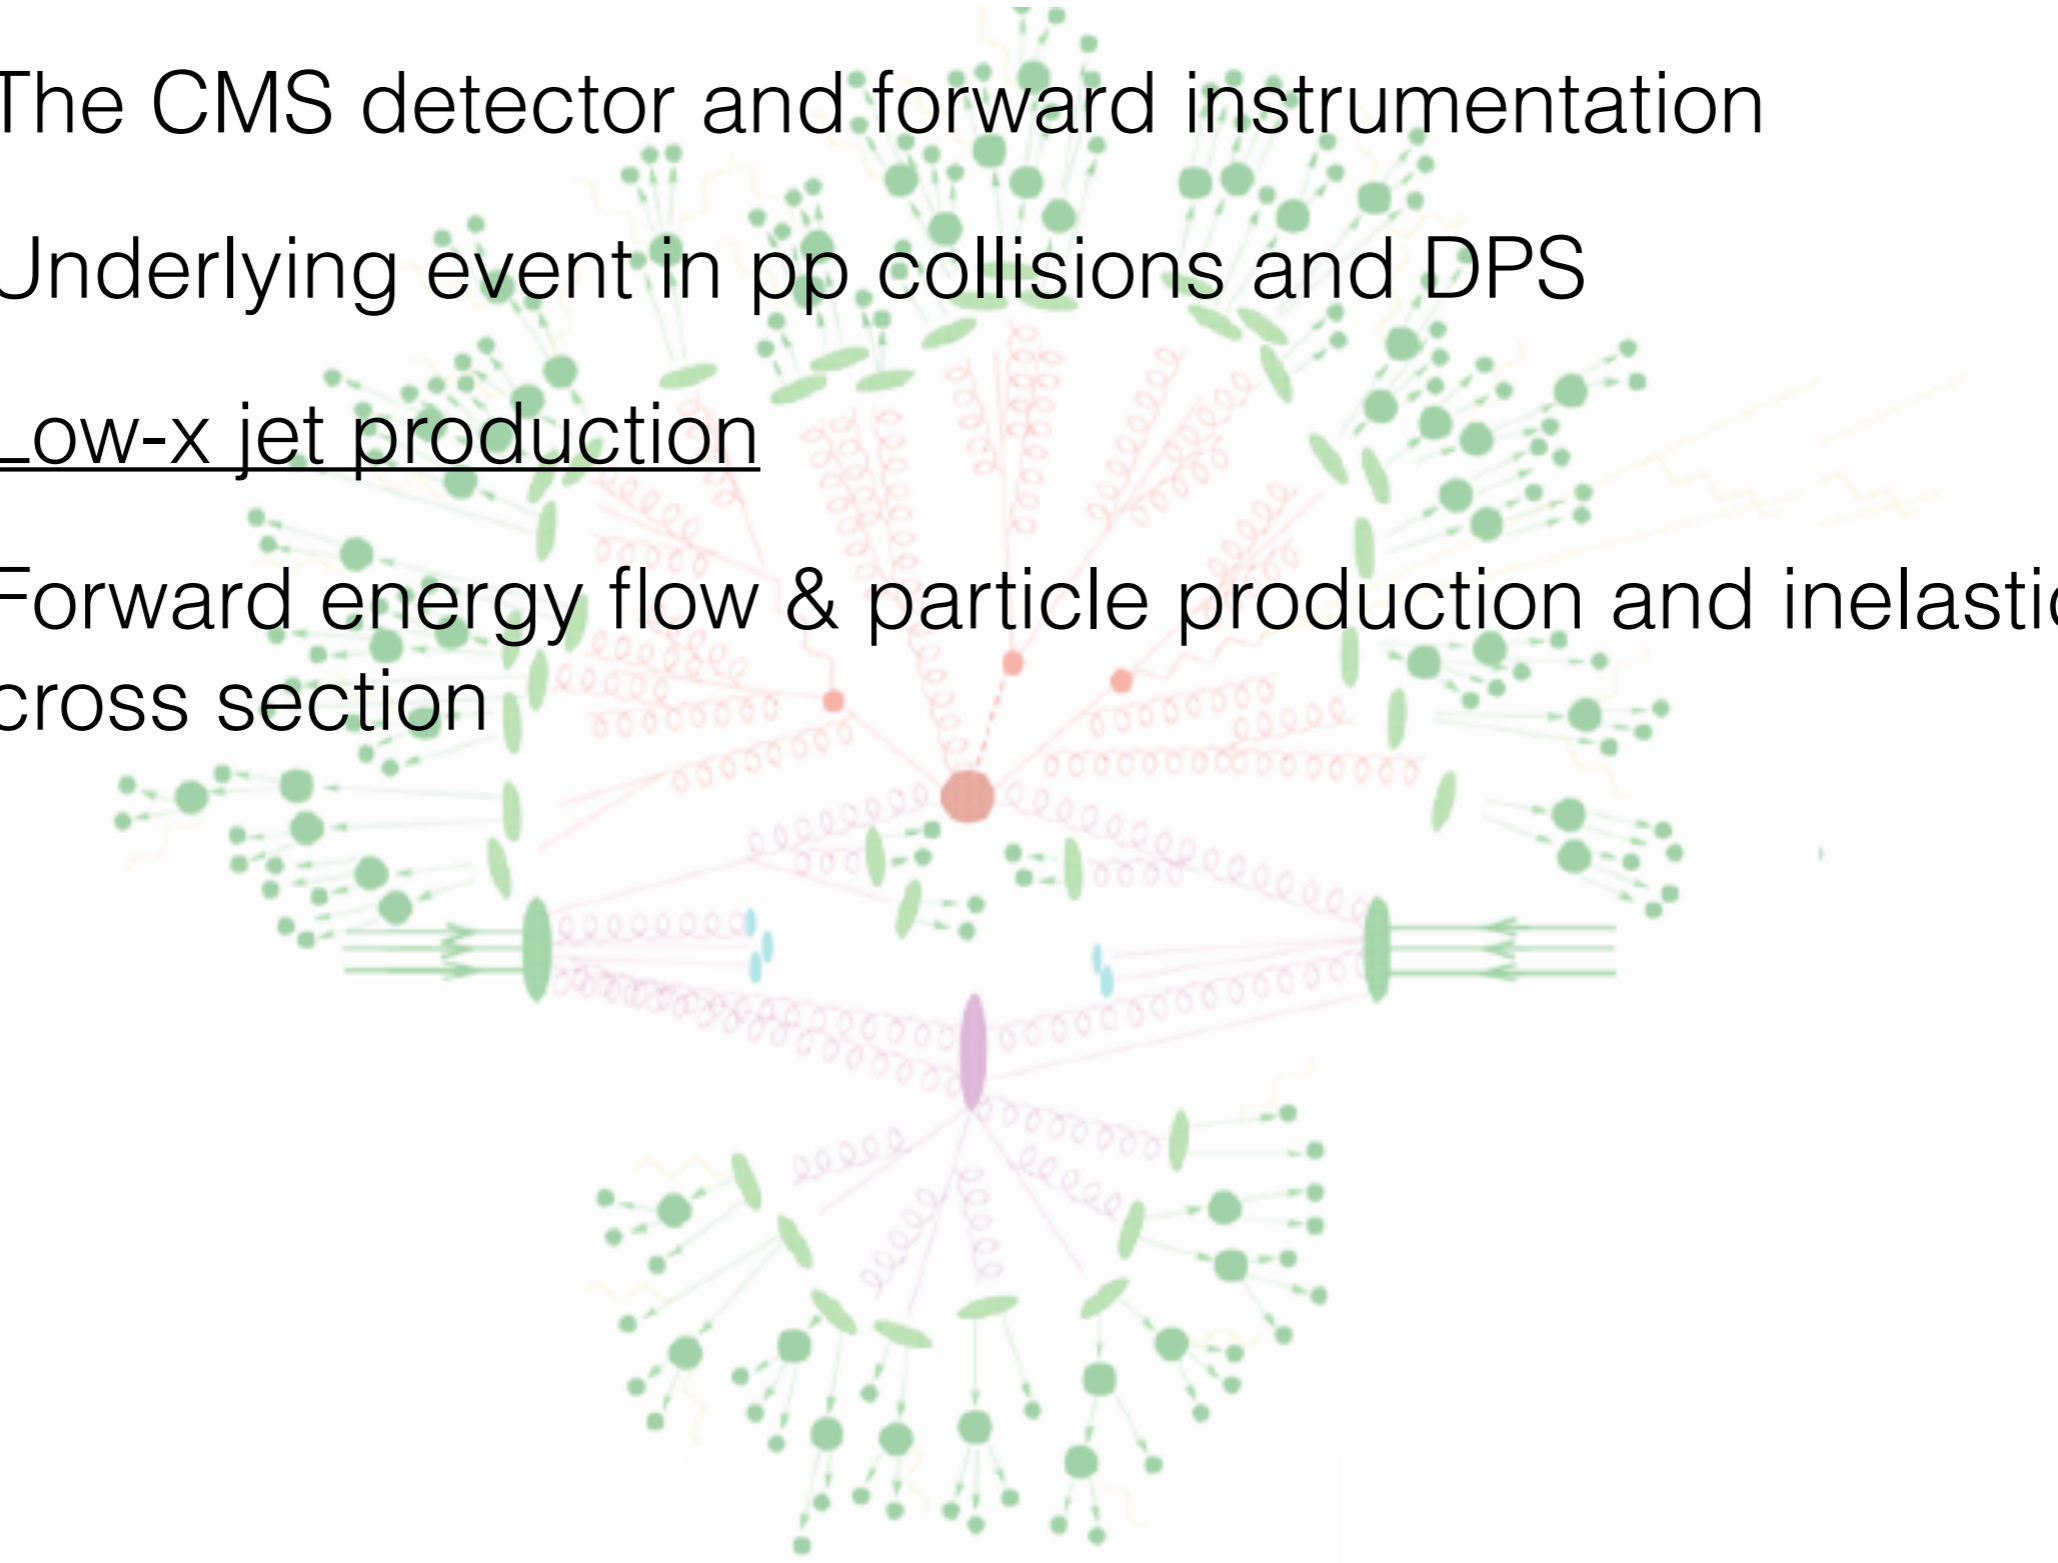 The CMS detector and forward instrumentation
Underlying event in pp collisions and DPS
Low-x jet production
Forward energy flow & particle production and inelastic
cross section